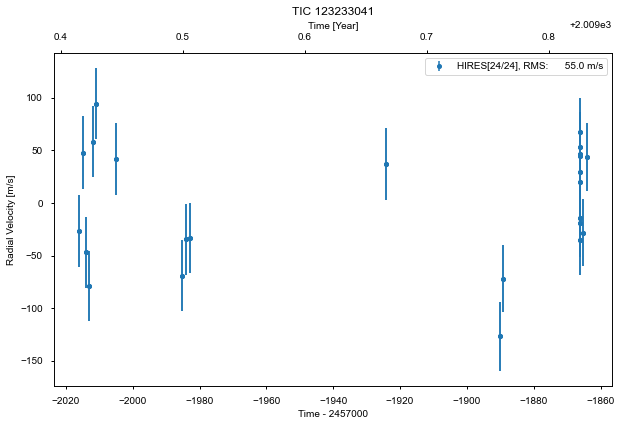 TIC 123233041
Time [Year]
+2.009e3
0.4 0.5 0.6 0.7 0.8
HIRES[24/24], RMS: 55.0 m/s
Radial Velocity [m/s]
100
50
0
−50
−100
−150
−2020 −2000 −1980 −1960 −1940 −1920 −1900 −1880 −1860
Time - 2457000